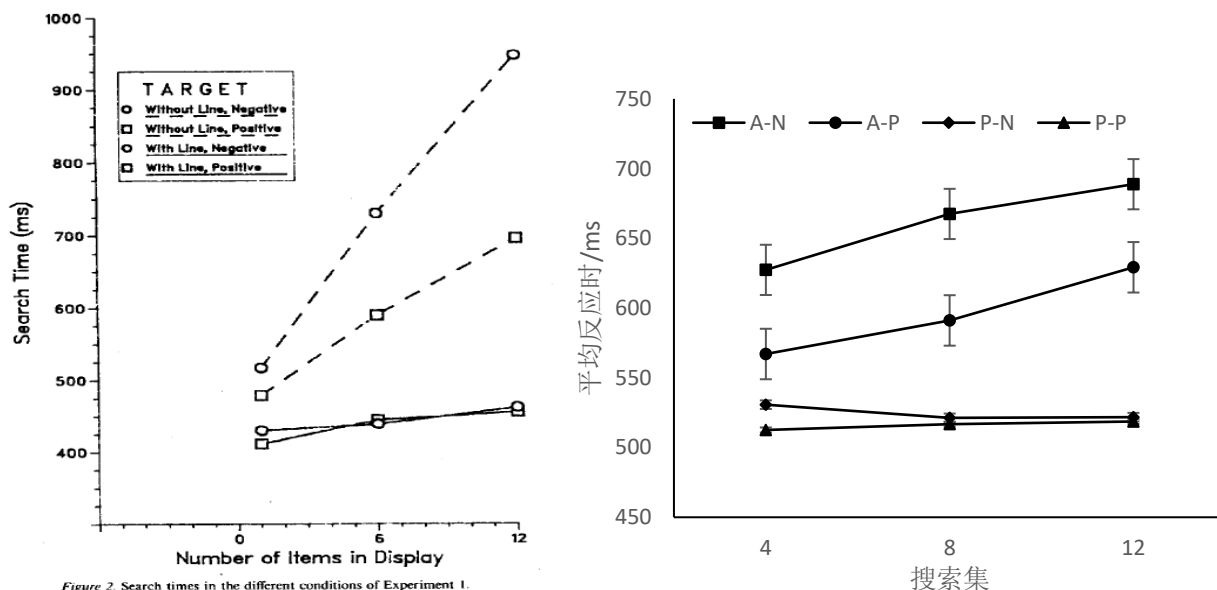 1000
950
900
850
800
700
600
500
400
Search Time (ms)
TARGET
Without Line, Negative
Without Line, Positive
With Line, Negative
With Line, Positive
0 6 12
Number of Items in Display
Figure 2. Search times in the different conditions of Experiment 1.
750
700
650
600
550
500
450
平均反应时/ms
A-N A-P P-N P-P
4 8 12
搜索集